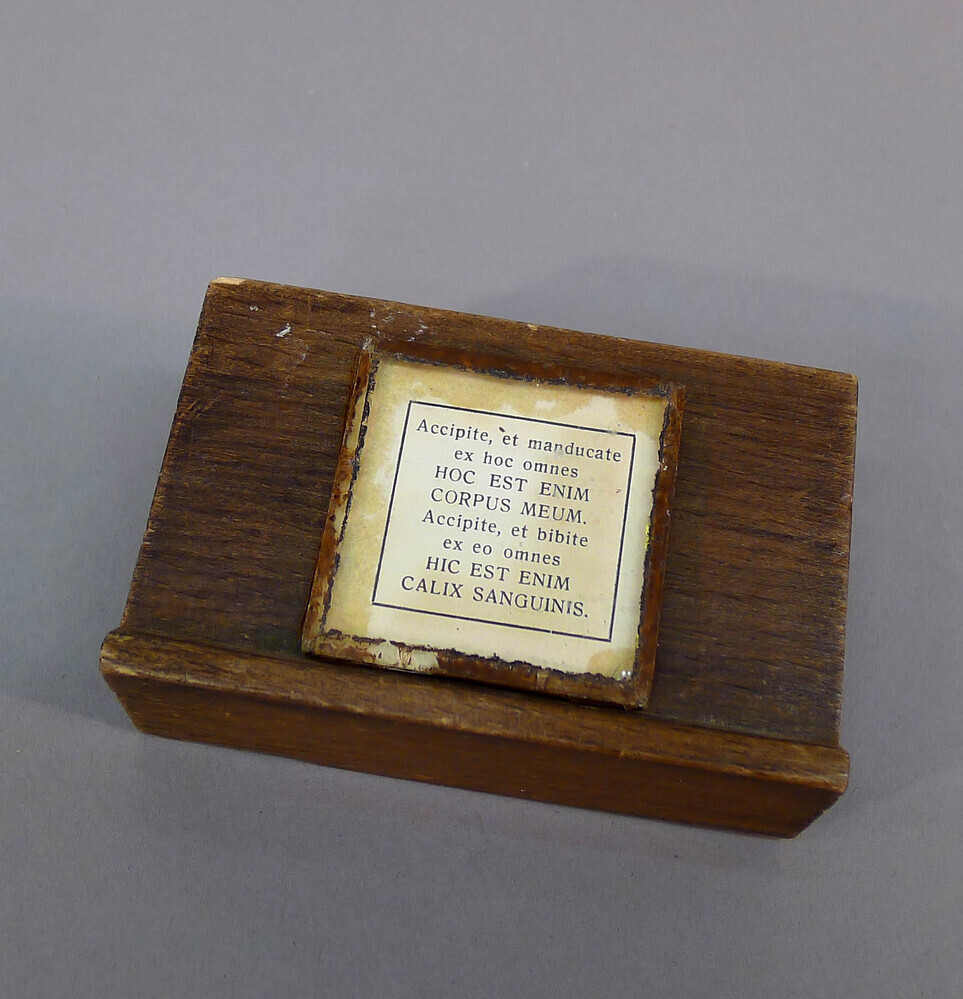 Accipite, et manducate
ex hoc omnes
HOC EST ENIM
CORPUS MEUM.
Accipite, et bibite
ex eo omnes
HIC EST ENIM
CALIX SANGUINIS.